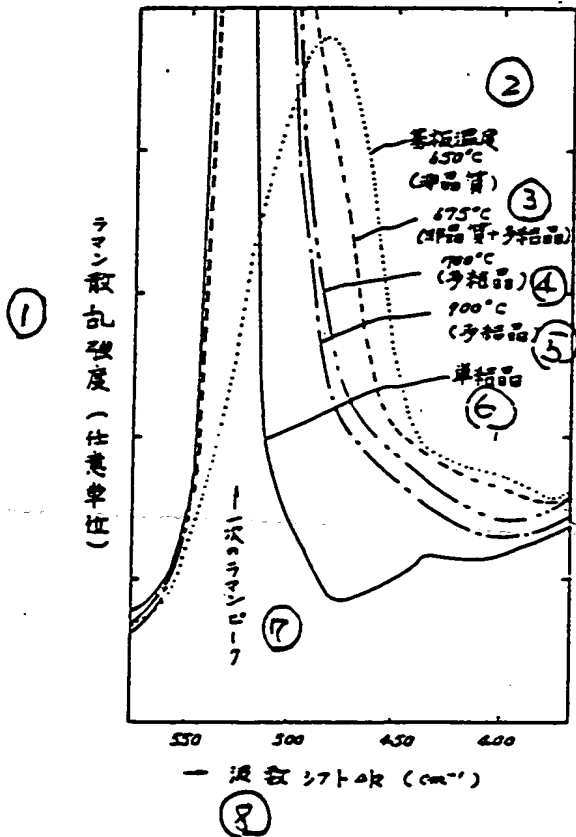 ①
ラマン散乱強度(任意単位)
②
基板温度
650°C
(非晶質)
③
675°C
(非晶質+多結晶)
700°C
(多結晶) ④
900°C
(多結晶) ⑤
単結晶
⑥
一次のラマンピーク
⑦
550 500 450 400
波数シフトΔk (cm⁻¹)
⑧